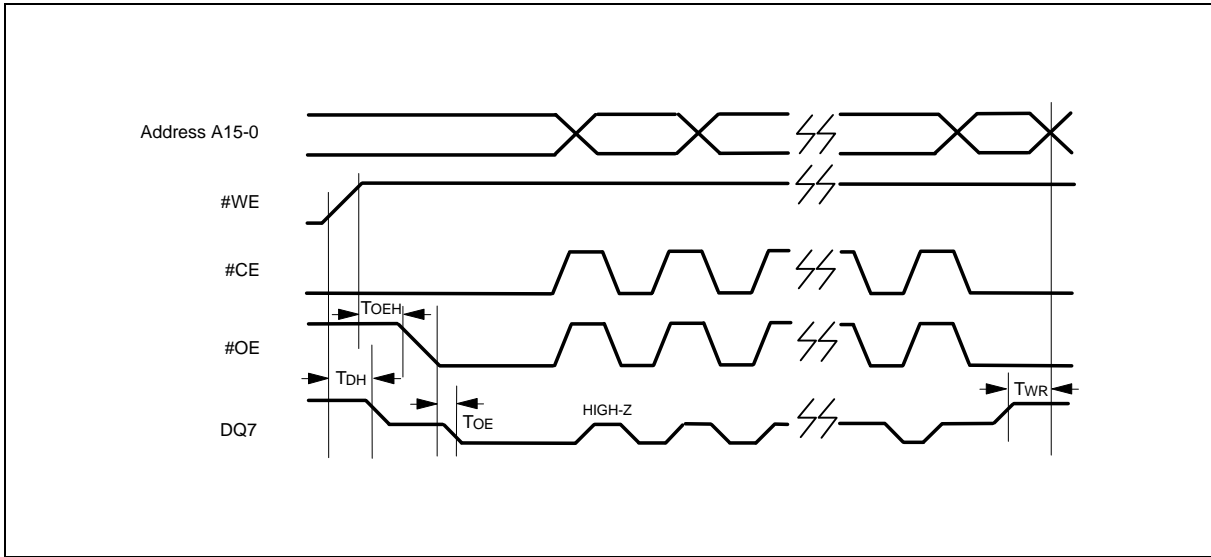 Address A15-0
#WE
#CE
TOEH
#OE
TDH
TWR
HIGH-Z
TOE
DQ7